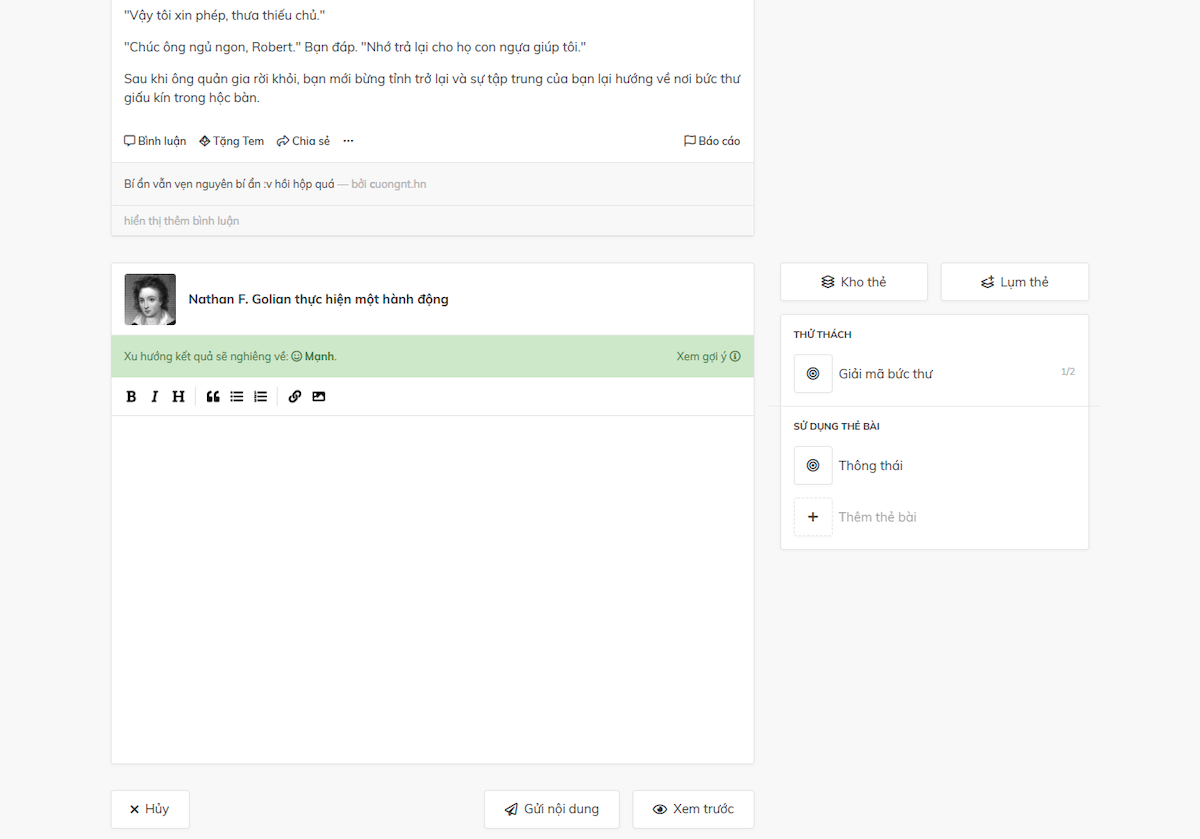 "Vậy tôi xin phép, thưa thiếu chủ."
"Chúc ông ngủ ngon, Robert." Bạn đáp. "Nhớ trả lại cho họ con ngựa giúp tôi."
Sau khi ông quản gia rời khỏi, bạn mới bừng tỉnh trở lại và sự tập trung của bạn lại hướng về nơi bức thư
giấu kín trong hộc bàn.
Bình luận Tặng Tem Chia sẻ ··· Báo cáo
Bí ẩn vẫn vẹn nguyên bí ẩn :v hồi hộp quá — bởi cuongnt.hn
hiển thị thêm bình luận
Nathan F. Golian thực hiện một hành động
Xu hướng kết quả sẽ nghiêng về: Mạnh. Xem gợi ý
B I H
Kho thẻ Lụm thẻ
THỬ THÁCH
Giải mã bức thư 1/2
SỬ DỤNG THẺ BÀI
Thông thái
Thêm thẻ bài
Hủy Gửi nội dung Xem trước